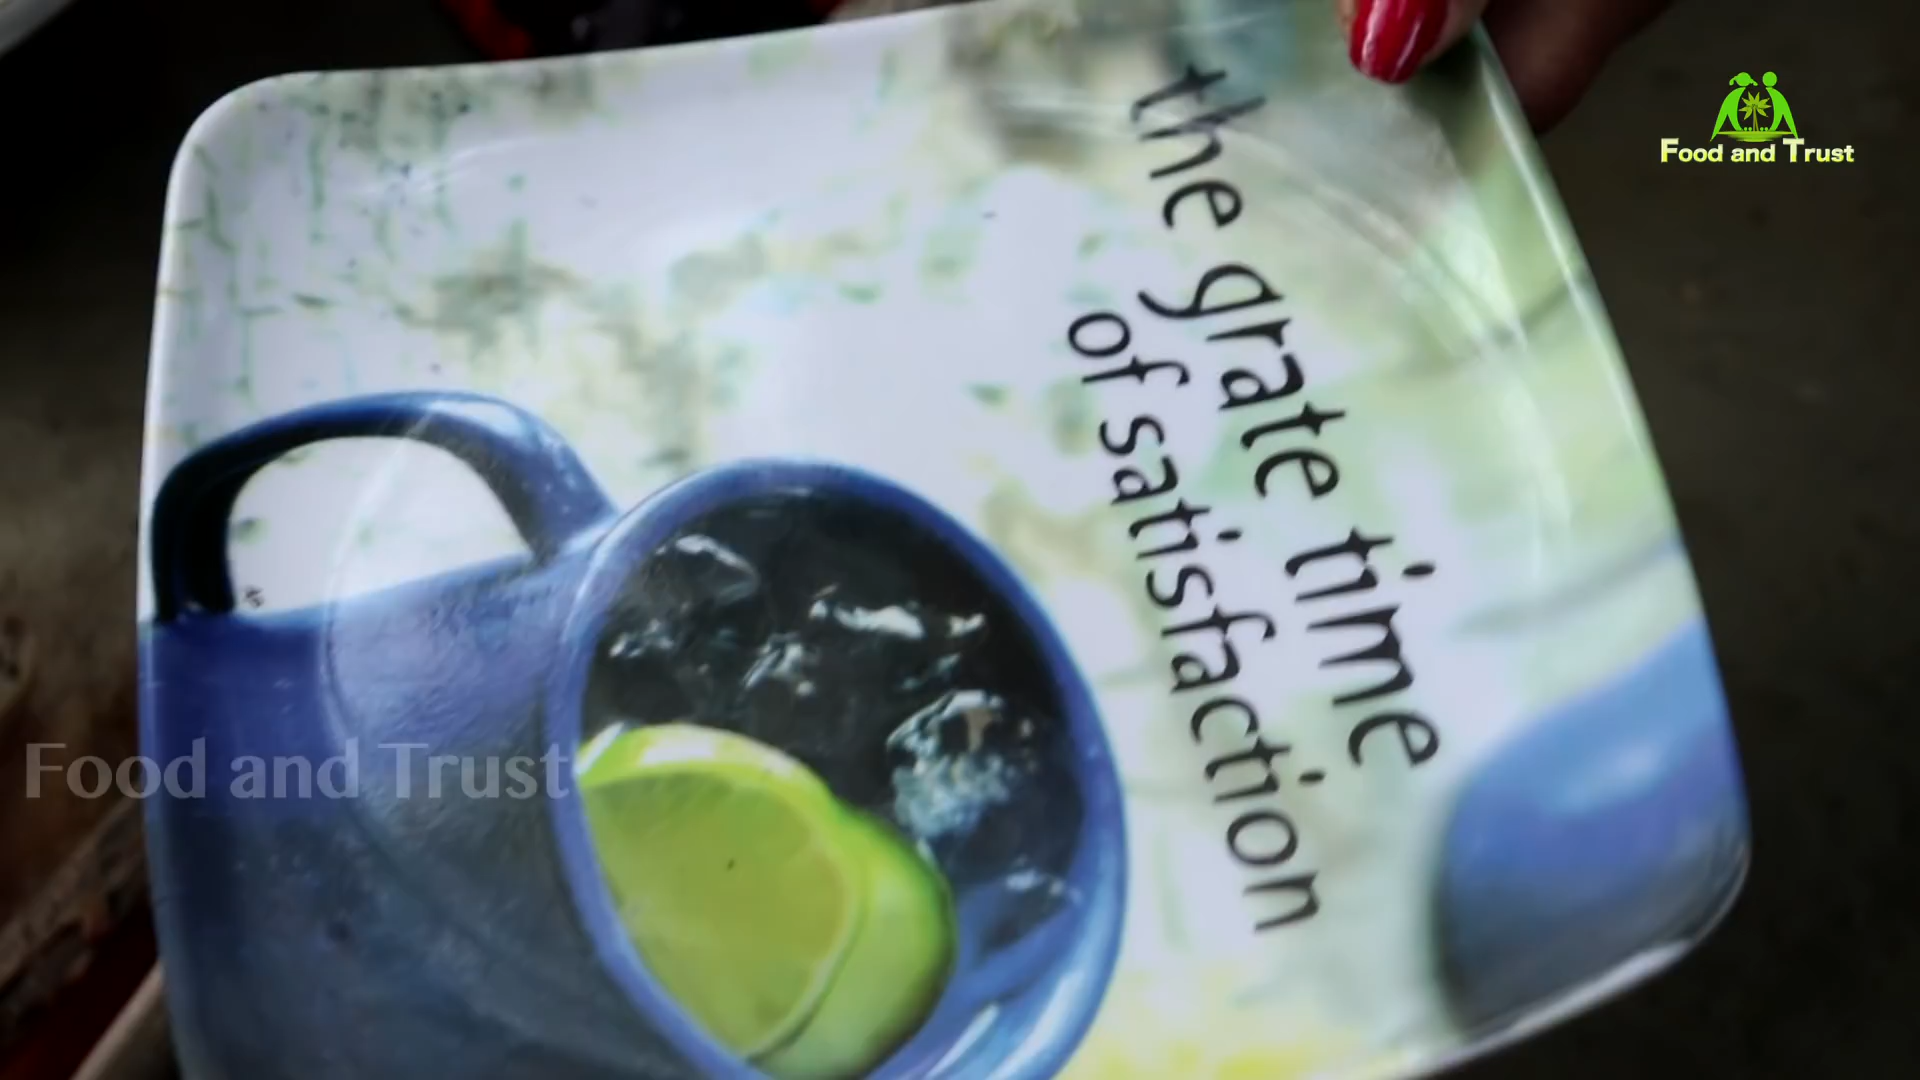 Food and Trust
the grate time
of satisfaction
Food and Trust